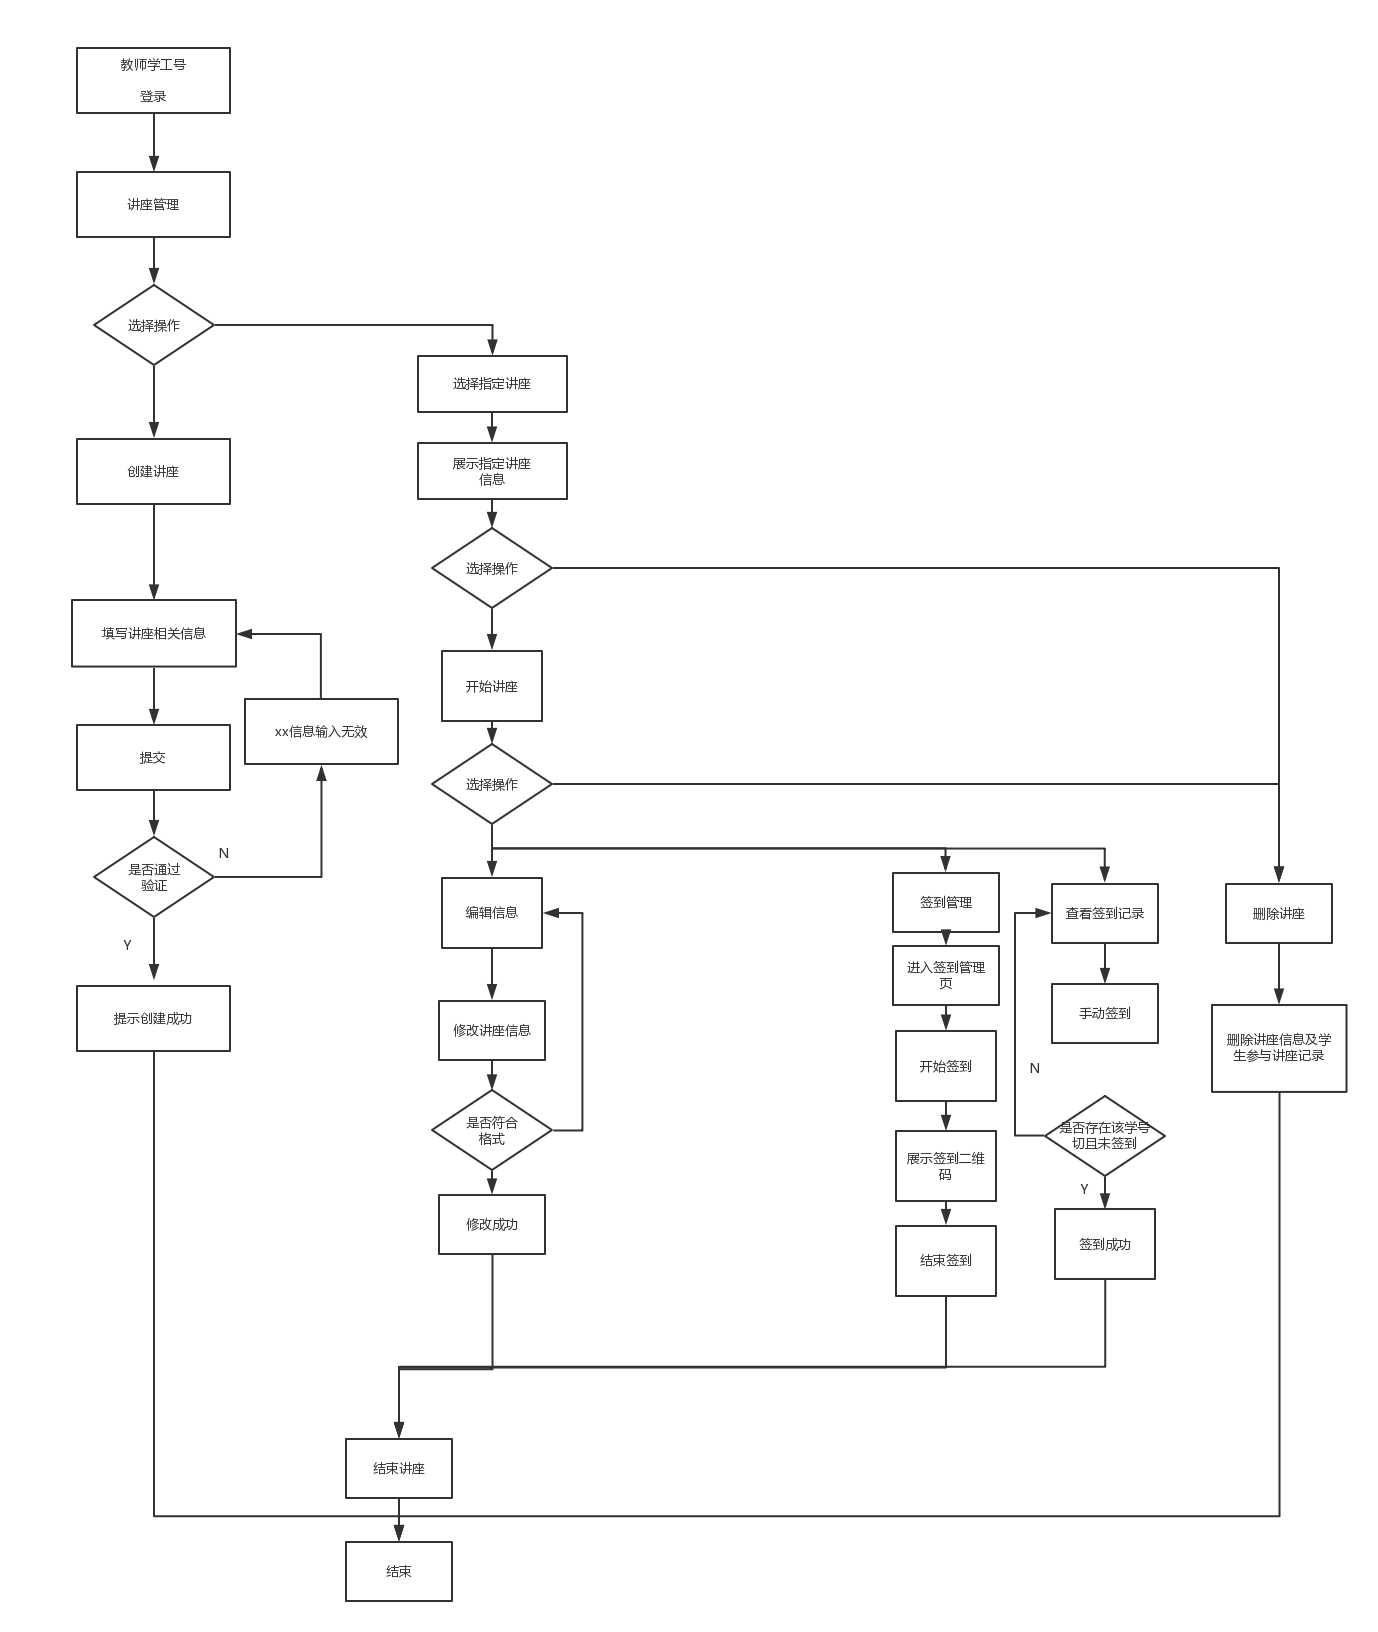 教师学工号
登录
讲座管理
选择操作
创建讲座
填写讲座相关信息
提交
xx信息输入无效
是否通过
验证
N
Y
提示创建成功
选择指定讲座
展示指定讲座
信息
选择操作
开始讲座
选择操作
编辑信息
修改讲座信息
是否符合
格式
修改成功
签到管理
进入签到管理
页
开始签到
展示签到二维
码
结束签到
查看签到记录
手动签到
N
是否存在该学号
切且未签到
Y
签到成功
删除讲座
删除讲座信息及学
生参与讲座记录
结束讲座
结束